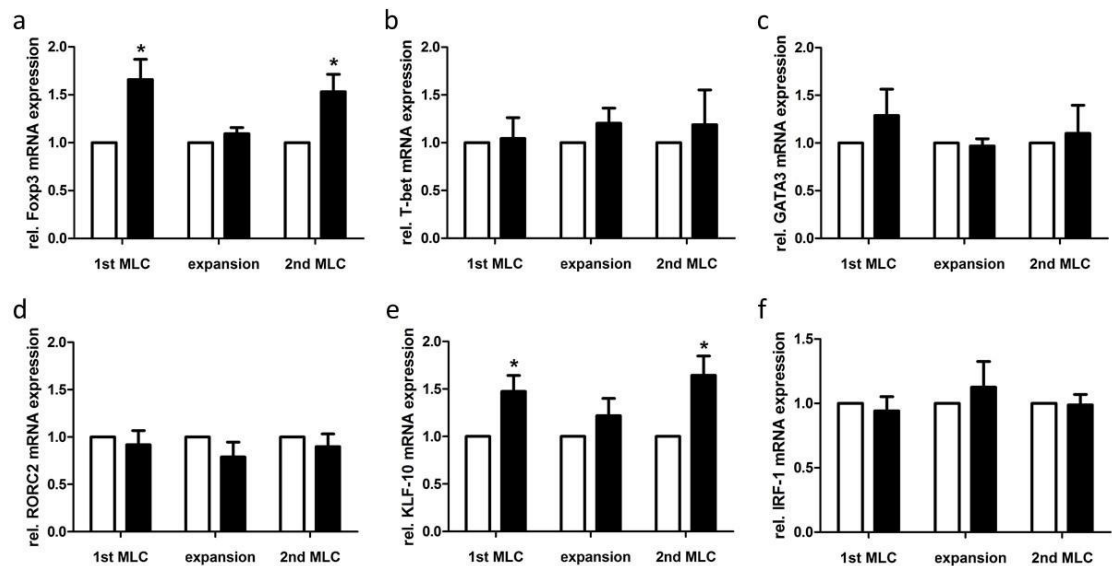 a
rel. Foxp3 mRNA expression
2.0
1.5
1.0
0.5
0.0
*
*
1st MLC expansion 2nd MLC
b
rel. T-bet mRNA expression
2.0
1.5
1.0
0.5
0.0
1st MLC expansion 2nd MLC
c
rel. GATA3 mRNA expression
2.0
1.5
1.0
0.5
0.0
1st MLC expansion 2nd MLC
d
rel. RORC2 mRNA expression
2.0
1.5
1.0
0.5
0.0
1st MLC expansion 2nd MLC
e
rel. KLF-10 mRNA expression
2.0
1.5
1.0
0.5
0.0
*
*
1st MLC expansion 2nd MLC
f
rel. IRF-1 mRNA expression
1.5
1.0
0.5
0.0
1st MLC expansion 2nd MLC